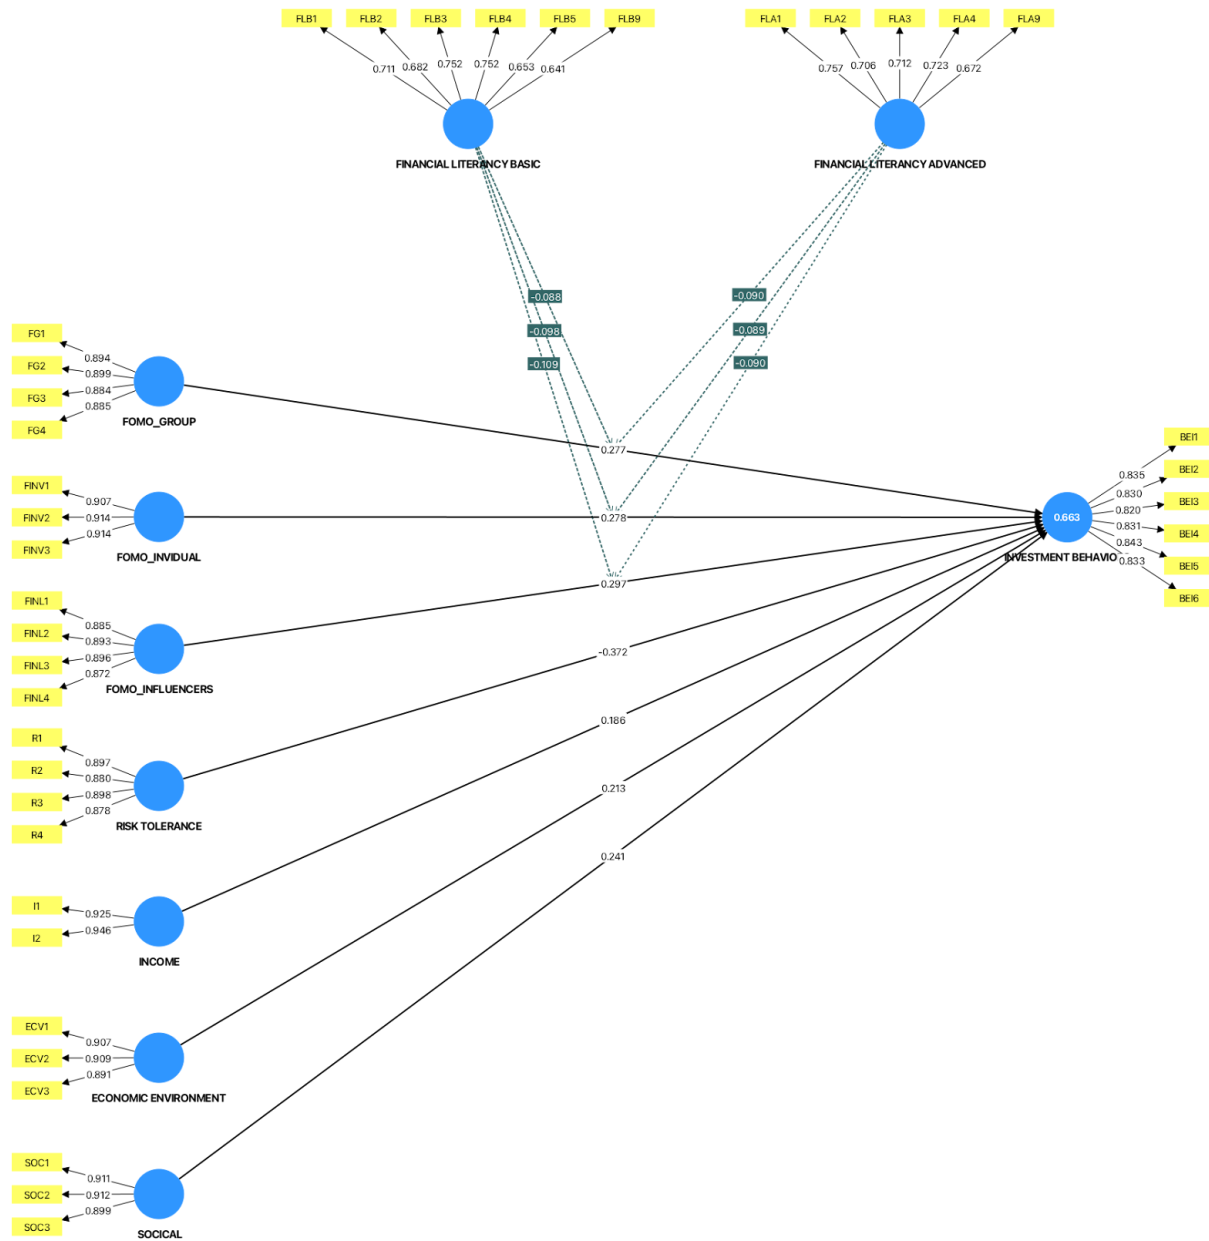 FLB1 FLB2 FLB3 FLB4 FLB5 FLB9 FLA1 FLA2 FLA3 FLA4 FLA9
0.711 0.682 0.752 0.752 0.653 0.641 0.757 0.706 0.712 0.723 0.672
FINANCIAL LITERANCY BASIC FINANCIAL LITERANCY ADVANCED
-0.088 -0.090
-0.098 -0.089
-0.109 -0.090
FG1
0.894
FG2
0.899
0.884
FG3
0.885
FG4
FOMO_GROUP
0.277
FINV1
0.907
FINV2
0.914
0.914
FINV3
FOMO_INVIDUAL
0.278
BEI1
0.835
BEI2
0.830
BEI3
0.820
0.831
BEI4
0.843
BEI5
0.833
BEI6
0.663
INVESTMENT BEHAVIO
0.297
FINL1
0.885
FINL2
0.893
0.896
FINL3
0.872
FINL4
FOMO_INFLUENCERS
-0.372
R1
0.897
R2
0.880
0.898
R3
0.878
R4
RISK TOLERANCE
0.186
0.213
0.241
I1
0.925
0.946
I2
INCOME
ECV1
0.907
ECV2
0.909
0.891
ECV3
ECONOMIC ENVIRONMENT
SOC1
0.911
SOC2
0.912
0.899
SOC3
SOCICAL